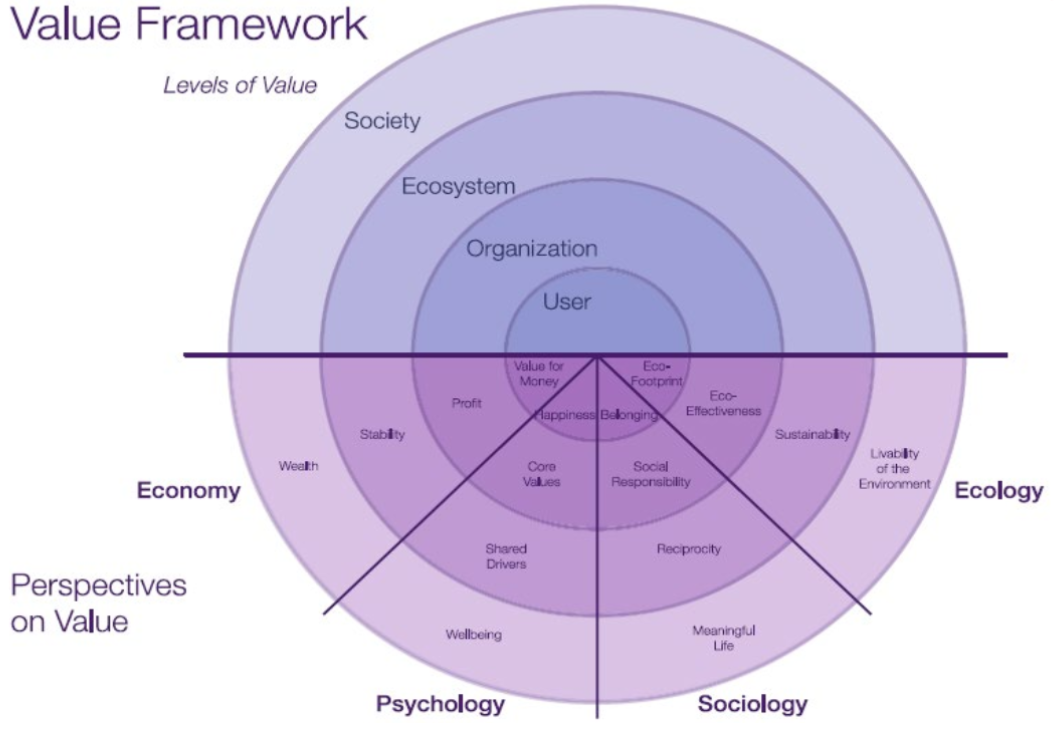 Value Framework
Levels of Value
Society
Ecosystem
Organization
User
Value for
Money
Eco-
Footprint
Happiness
Belonging
Profit
Eco-
Effectiveness
Stability
Sustainability
Wealth
Core
Values
Social
Responsibility
Livability
of the
Environment
Economy
Ecology
Shared
Drivers
Reciprocity
Perspectives
on Value
Wellbeing
Meaningful
Life
Psychology
Sociology